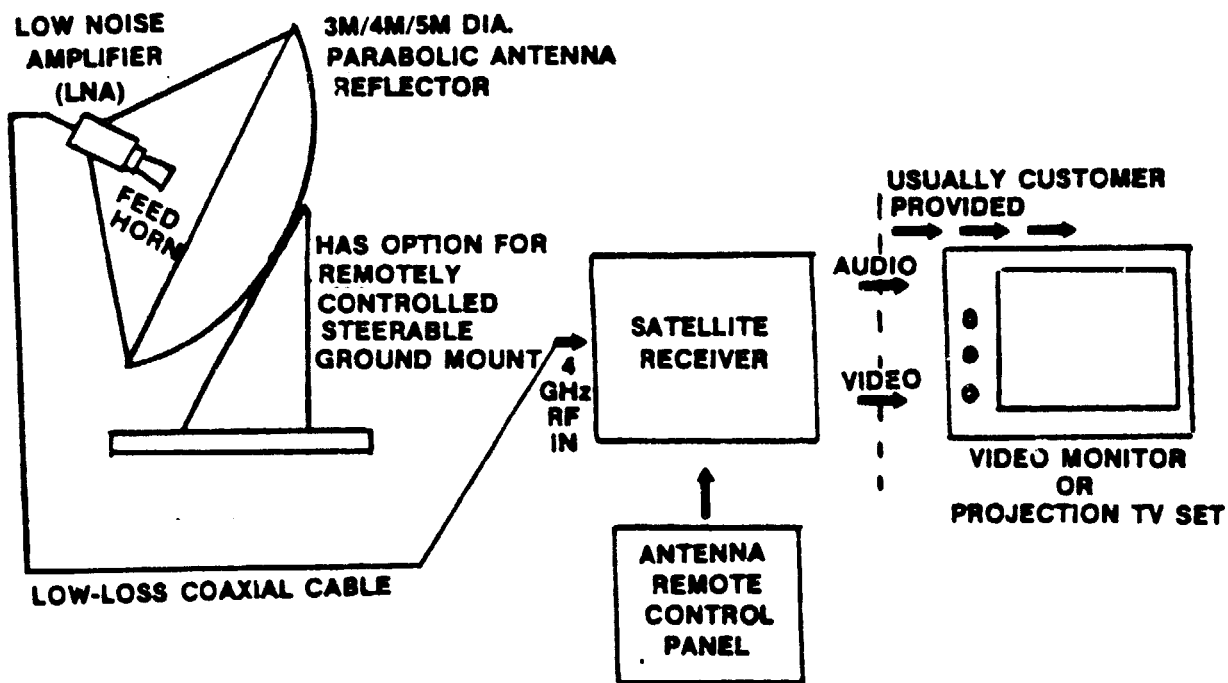 LOW NOISE
AMPLIFIER
(LNA)
3M/4M/5M DIA.
PARABOLIC ANTENNA
REFLECTOR
FEED
HORN
HAS OPTION FOR
REMOTELY
CONTROLLED
STEERABLE
GROUND MOUNT
4
GHz
RF
IN
LOW-LOSS COAXIAL CABLE
SATELLITE
RECEIVER
ANTENNA
REMOTE
CONTROL
PANEL
USUALLY CUSTOMER
PROVIDED
AUDIO
VIDEO
VIDEO MONITOR
OR
PROJECTION TV SET